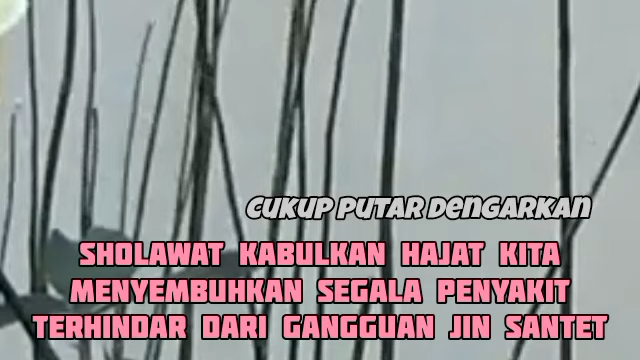 CUKUP PUTAR DENGARKAN
SHOLAWAT KABULKAN HAJAT KITA
MENYEMBUHKAN SEGALA PENYAKIT
TERHINDAR DARI GANGGUAN JIN SANTET